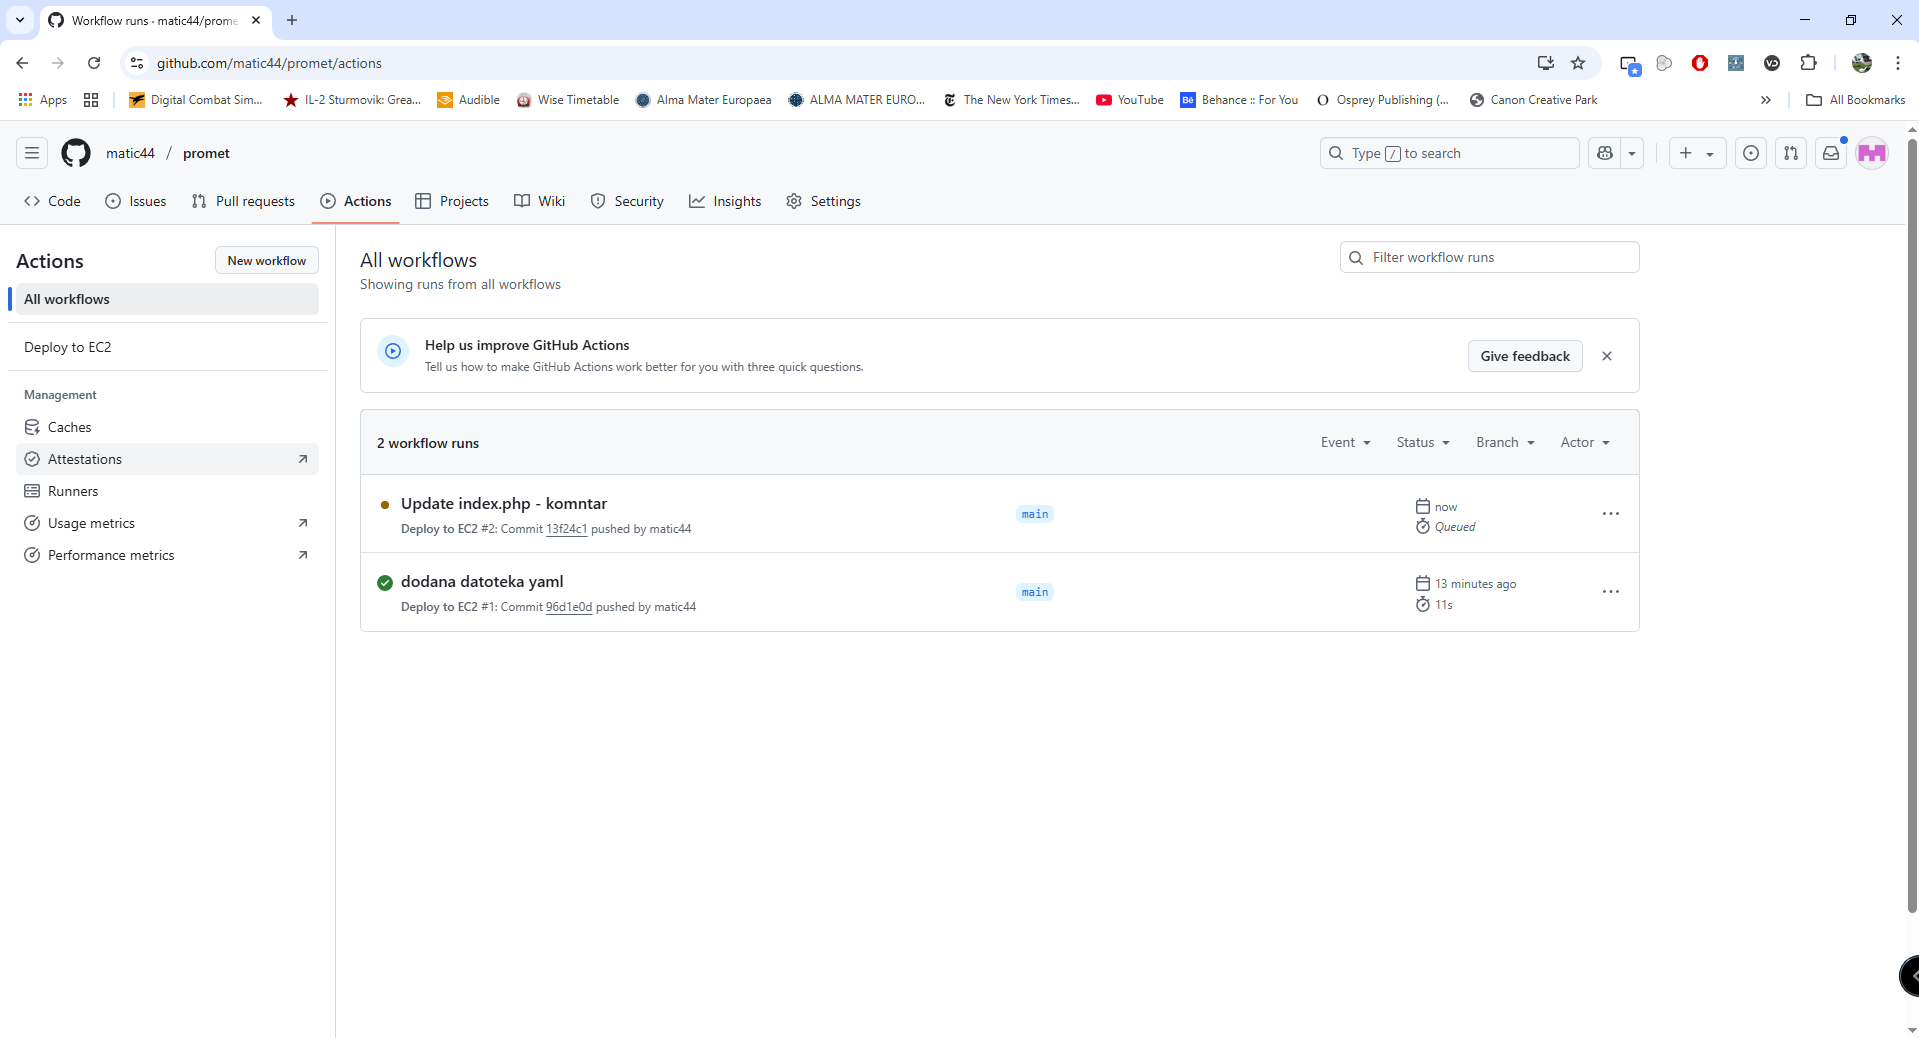 Workflow runs · matic44/prome
github.com/matic44/promet/actions
Apps
Digital Combat Sim...
IL-2 Sturmovik: Grea...
Audible
Wise Timetable
Alma Mater Europaea
ALMA MATER EURO...
The New York Times...
YouTube
Bē
Behance :: For You
Osprey Publishing (...
Canon Creative Park
All Bookmarks
matic44 / promet
Type / to search
Code
Issues
Pull requests
Actions
Projects
Wiki
Security
Insights
Settings
Actions
New workflow
All workflows
Deploy to EC2
Management
Caches
Attestations
Runners
Usage metrics
Performance metrics
All workflows
Showing runs from all workflows
Filter workflow runs
Help us improve GitHub Actions
Tell us how to make GitHub Actions work better for you with three quick questions.
Give feedback
2 workflow runs
Event
Status
Branch
Actor
Update index.php - komntar
Deploy to EC2 #2: Commit 13f24c1 pushed by matic44
main
now
Queued
dodana datoteka yaml
Deploy to EC2 #1: Commit 96d1e0d pushed by matic44
main
13 minutes ago
11s